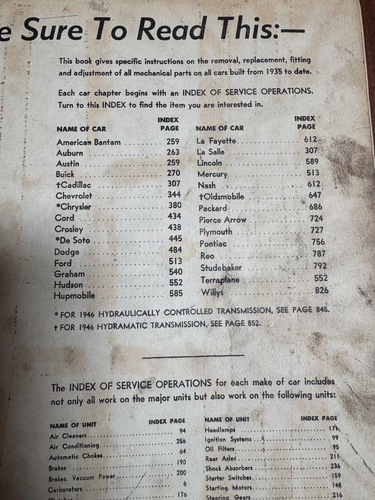 e Sure To Read This:—
This book gives specific instructions on the removal, replacement, fitting
and adjustment of all mechanical parts on all cars built from 1935 to date.
Each car chapter begins with an INDEX OF SERVICE OPERATIONS.
Turn to this INDEX to find the item you are interested in.
NAME OF CAR INDEX PAGE
American Bantam 259
Auburn 263
Austin 259
Buick 270
†Cadillac 307
Chevrolet 344
*Chrysler 380
Cord 434
Crosley 438
*De Soto 445
Dodge 484
Ford 513
Graham 540
Hudson 552
Hupmobile 585
NAME OF CAR INDEX PAGE
La Fayette 612
La Salle 307
Lincoln 589
Mercury 513
Nash 612
†Oldsmobile 647
Packard 686
Pierce Arrow 724
Plymouth 727
Pontiac 756
Reo 787
Studebaker 792
Terraplane 552
Willys 826
* FOR 1946 HYDRAULICALLY CONTROLLED TRANSMISSION, SEE PAGE 846.
† FOR 1946 HYDRAMATIC TRANSMISSION, SEE PAGE 852.
The INDEX OF SERVICE OPERATIONS for each make of car includes
not only all work on the major units but also work on the following units:
NAME OF UNIT INDEX PAGE
Air Cleaners 94
Air Conditioning 256
Automatic Chokes 64
Brakes 190
Brakes, Vacuum Power 200
Carburetors 6
176
NAME OF UNIT INDEX PAGE
Headlamps
Ignition Systems 99
Oil Filters 95
Rear Axles 211
Shock Absorbers 236
Starter Switches 159
Starting Motors 148
Steering Gears 216